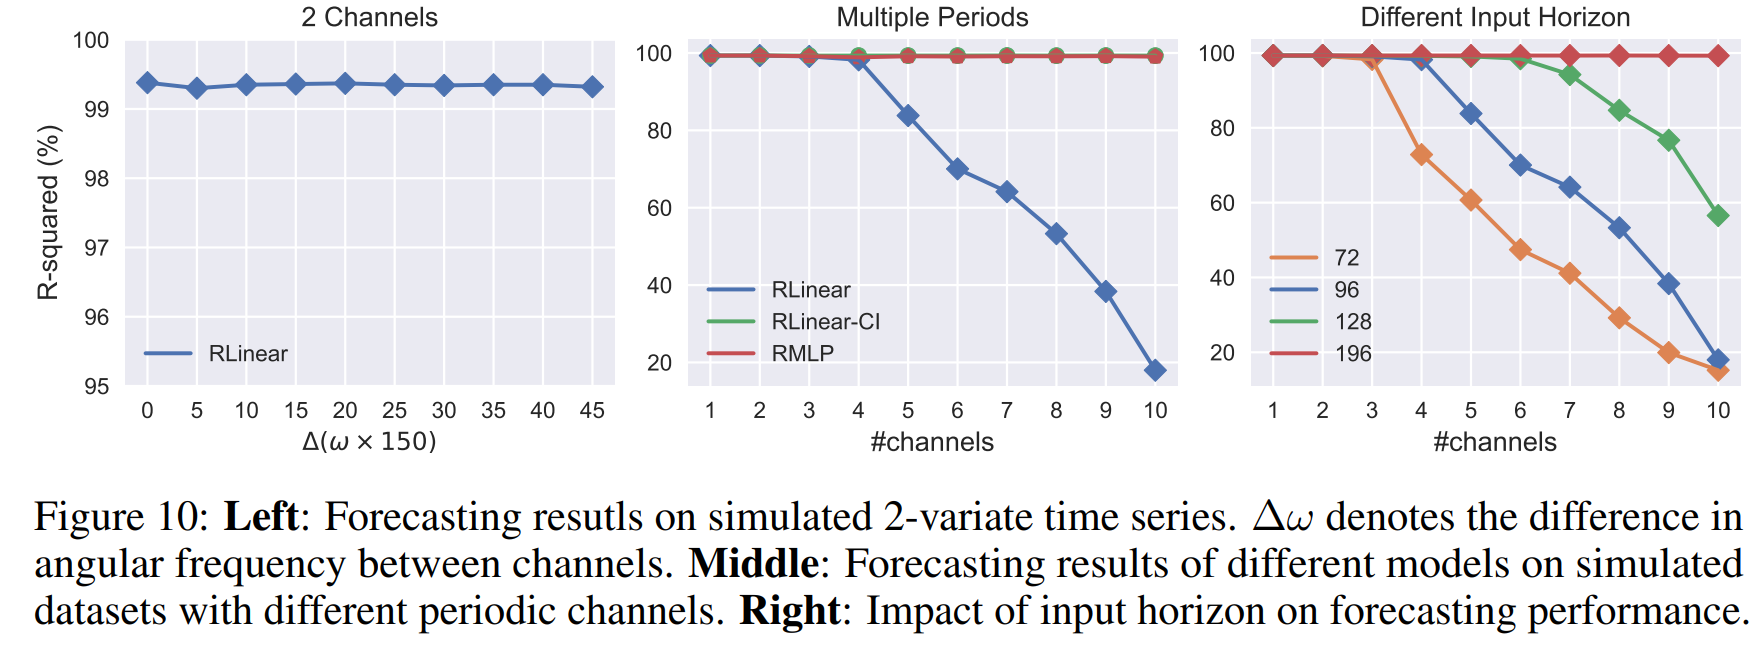 2 Channels
100
99
98
97
96
95
R-squared (%)
RLinear
0 5 10 15 20 25 30 35 40 45
Δ(ω × 150)
Multiple Periods
100
80
60
40
20
RLinear
RLinear-CI
RMLP
1 2 3 4 5 6 7 8 9 10
#channels
Different Input Horizon
100
80
60
40
20
72
96
128
196
1 2 3 4 5 6 7 8 9 10
#channels
Figure 10: Left: Forecasting resutls on simulated 2-variate time series. Δω denotes the difference in
angular frequency between channels. Middle: Forecasting results of different models on simulated
datasets with different periodic channels. Right: Impact of input horizon on forecasting performance.